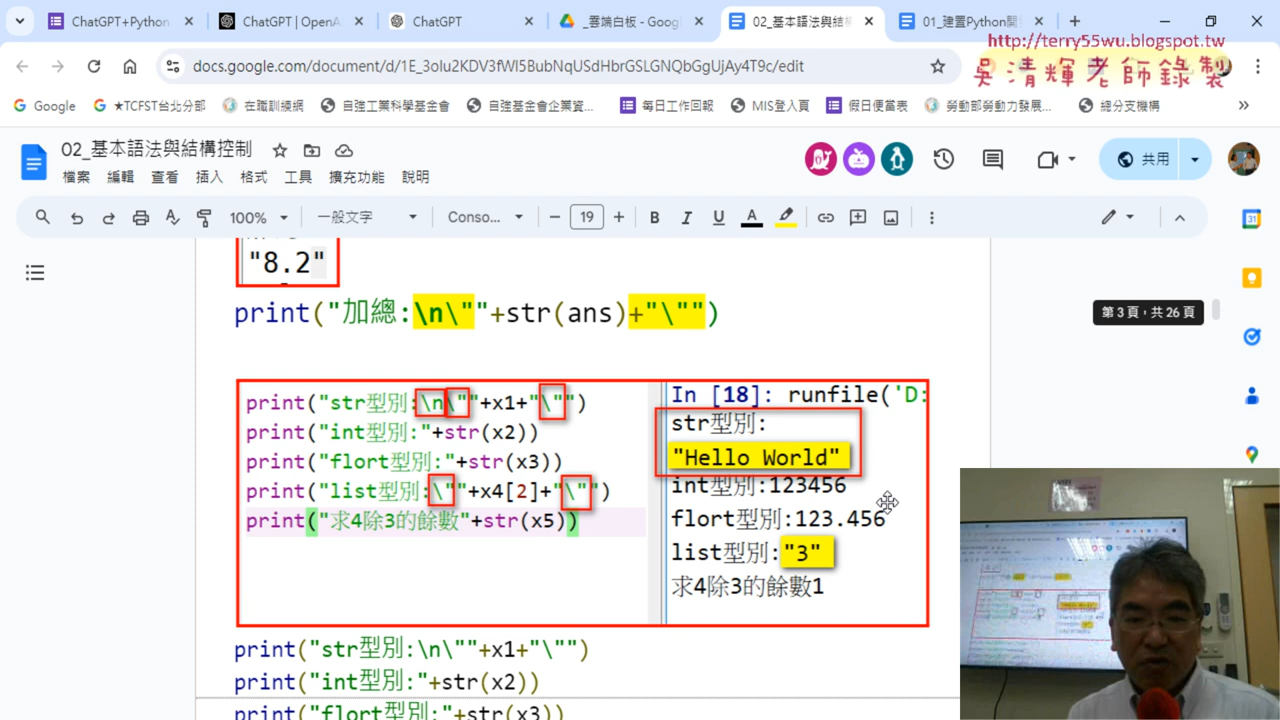 ChatGPT+Python
ChatGPT | OpenA
ChatGPT
_雲端白板 - Goog
02_基本語法與結構
01_建置Python開
http://terry55wu.blogspot.tw
吳清輝老師錄製
docs.google.com/document/d/1E_3olu2KDV3fWI5BubNqUSdHbrGSLGNQbGgUjAy4T9c/edit
Google
★TCFST台北分部
在職訓練網
自強工業科學基金會
自強基金會企業資...
每日工作回報
MIS登入頁
假日便當表
勞動部勞動力發展...
總分支機構
02_基本語法與結構控制
檔案 編輯 查看 插入 格式 工具 擴充功能 說明
共用
100% 一般文字 Conso... 19 B I U A
"8.2"
print("加總:\n\""+str(ans)+"\"")
第 3 頁，共 26 頁
print("str型別:\n\""+x1+"\"")
print("int型別:"+str(x2))
print("flort型別:"+str(x3))
print("list型別:\""+x4[2]+"\"")
print("求4除3的餘數"+str(x5))
In [18]: runfile('D:
str型別:
"Hello World"
int型別:123456
flort型別:123.456
list型別:"3"
求4除3的餘數1
print("str型別:\n\""+x1+"\"")
print("int型別:"+str(x2))
print("flort型別:"+str(x3))